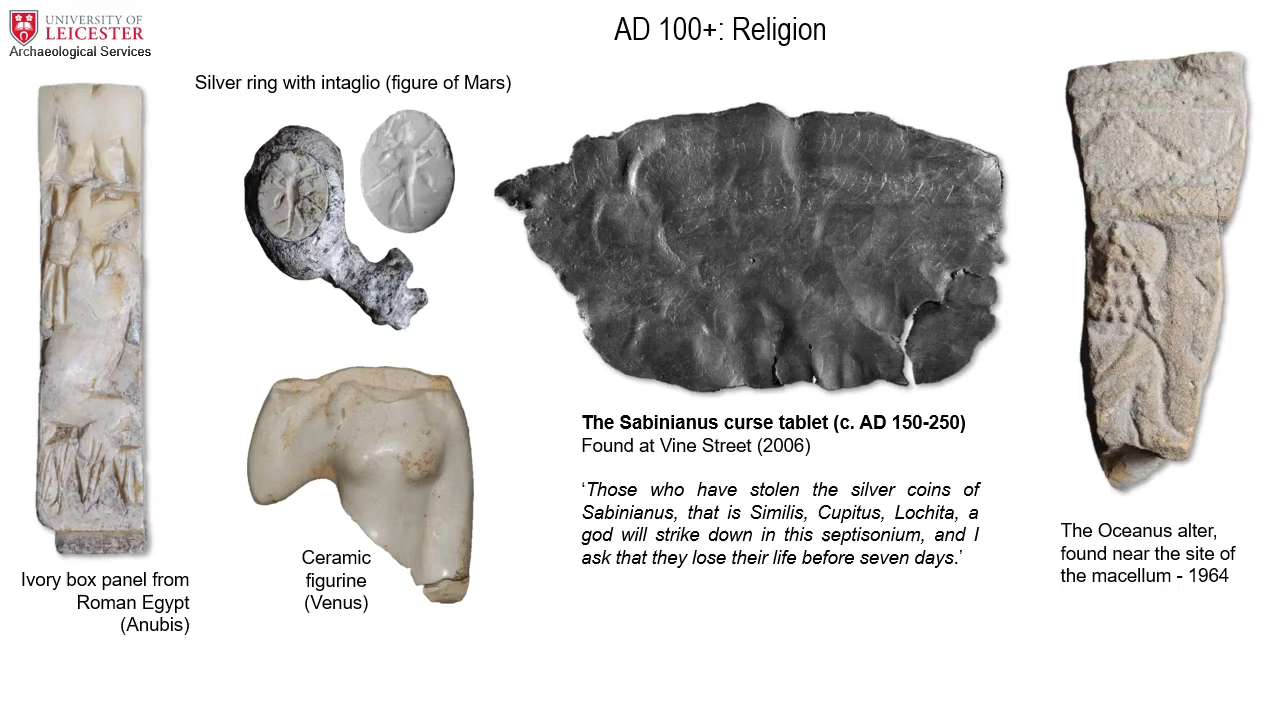 UNIVERSITY OF
LEICESTER
Archaeological Services
AD 100+: Religion
Silver ring with intaglio (figure of Mars)
Ivory box panel from
Roman Egypt
(Anubis)
Ceramic
figurine
(Venus)
The Sabinianus curse tablet (c. AD 150-250)
Found at Vine Street (2006)
‘Those who have stolen the silver coins of
Sabinianus, that is Similis, Cupitus, Lochita, a
god will strike down in this septisonium, and I
ask that they lose their life before seven days.’
The Oceanus alter,
found near the site of
the macellum - 1964